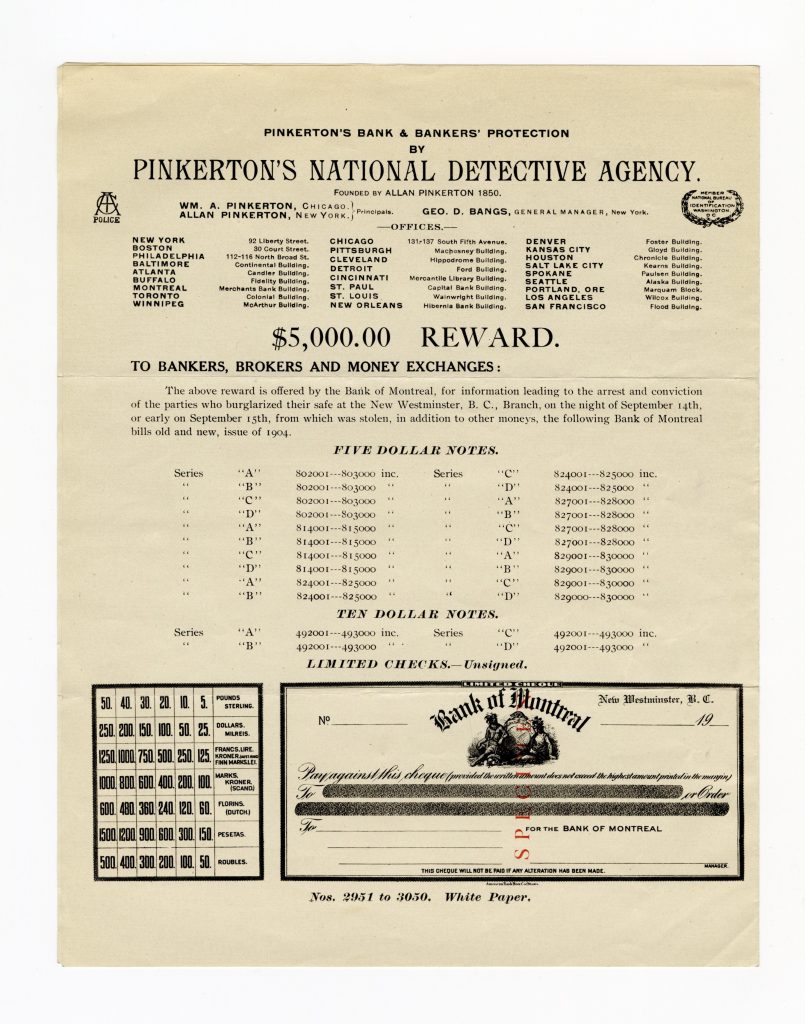 PINKERTON'S BANK & BANKERS' PROTECTION
BY
PINKERTON'S NATIONAL DETECTIVE AGENCY.
FOUNDED BY ALLAN PINKERTON 1850.
POLICE
WM. A. PINKERTON, CHICAGO.
ALLAN PINKERTON, NEW YORK.
Principals.
GEO. D. BANGS, GENERAL MANAGER, New York.
MEMBER
NATIONAL BUREAU
OF
IDENTIFICATION
WASHINGTON
D C
—OFFICES.—
NEW YORK 92 Liberty Street. CHICAGO 131-137 South Fifth Avenue. DENVER Foster Building.
BOSTON 30 Court Street. PITTSBURGH Machesney Building. KANSAS CITY Gloyd Building.
PHILADELPHIA 112-116 North Broad St. CLEVELAND Hippodrome Building. HOUSTON Chronicle Building.
BALTIMORE Continental Building. DETROIT Ford Building. SALT LAKE CITY Kearns Building.
ATLANTA Candler Building. CINCINNATI Mercantile Library Building. SPOKANE Paulsen Building.
BUFFALO Fidelity Building. ST. PAUL Capital Bank Building. SEATTLE Alaska Building.
MONTREAL Merchants Bank Building. ST. LOUIS Wainwright Building. PORTLAND, ORE Marquam Block.
TORONTO Colonial Building. NEW ORLEANS Hibernia Bank Building. LOS ANGELES Wilcox Building.
WINNIPEG McArthur Building. SAN FRANCISCO Flood Building.
$5,000.00 REWARD.
TO BANKERS, BROKERS AND MONEY EXCHANGES:
The above reward is offered by the Bank of Montreal, for information leading to the arrest and conviction
of the parties who burglarized their safe at the New Westminster, B. C., Branch, on the night of September 14th,
or early on September 15th, from which was stolen, in addition to other moneys, the following Bank of Montreal
bills old and new, issue of 1904.
FIVE DOLLAR NOTES.
Series "A" 802001---803000 inc. Series "C" 824001---825000 inc.
" "B" 802001---803000 " " "D" 824001---825000 "
" "C" 802001---803000 " " "A" 827001---828000 "
" "D" 802001---803000 " " "B" 827001---828000 "
" "A" 814001---815000 " " "C" 827001---828000 "
" "B" 814001---815000 " " "D" 827001---828000 "
" "C" 814001---815000 " " "A" 829001---830000 "
" "D" 814001---815000 " " "B" 829001---830000 "
" "A" 824001---825000 " " "C" 829001---830000 "
" "B" 824001---825000 " " "D" 829000---830000 "
TEN DOLLAR NOTES.
Series "A" 492001---493000 inc. Series "C" 492001---493000 inc.
" "B" 492001---493000 " " "D" 492001---493000 "
LIMITED CHECKS.—Unsigned.
50. 40. 30. 20. 10. 5. POUNDS STERLING.
250. 200. 150. 100. 50. 25. DOLLARS. MILREIS.
1250. 1000. 750. 500. 250. 125. FRANCS. LIRE. KRONER FINN MARKS. LEI.
1000. 800. 600. 400. 200. 100. MARKS. KRONER. (SCAND)
600. 480. 360. 240. 120. 60. FLORINS. (DUTCH)
1500. 1200. 900. 600. 300. 150. PESETAS.
500. 400. 300. 200. 100. 50. ROUBLES.
LIMITED CHEQUE
Bank of Montreal
New Westminster, B. C.
No 19
Pay against this cheque (provided the written amount does not exceed the highest amount printed in the margin)
To or Order
To
FOR THE BANK OF MONTREAL
SPECIMEN
MANAGER.
THIS CHEQUE WILL NOT BE PAID IF ANY ALTERATION HAS BEEN MADE.
Nos. 2951 to 3050. White Paper.